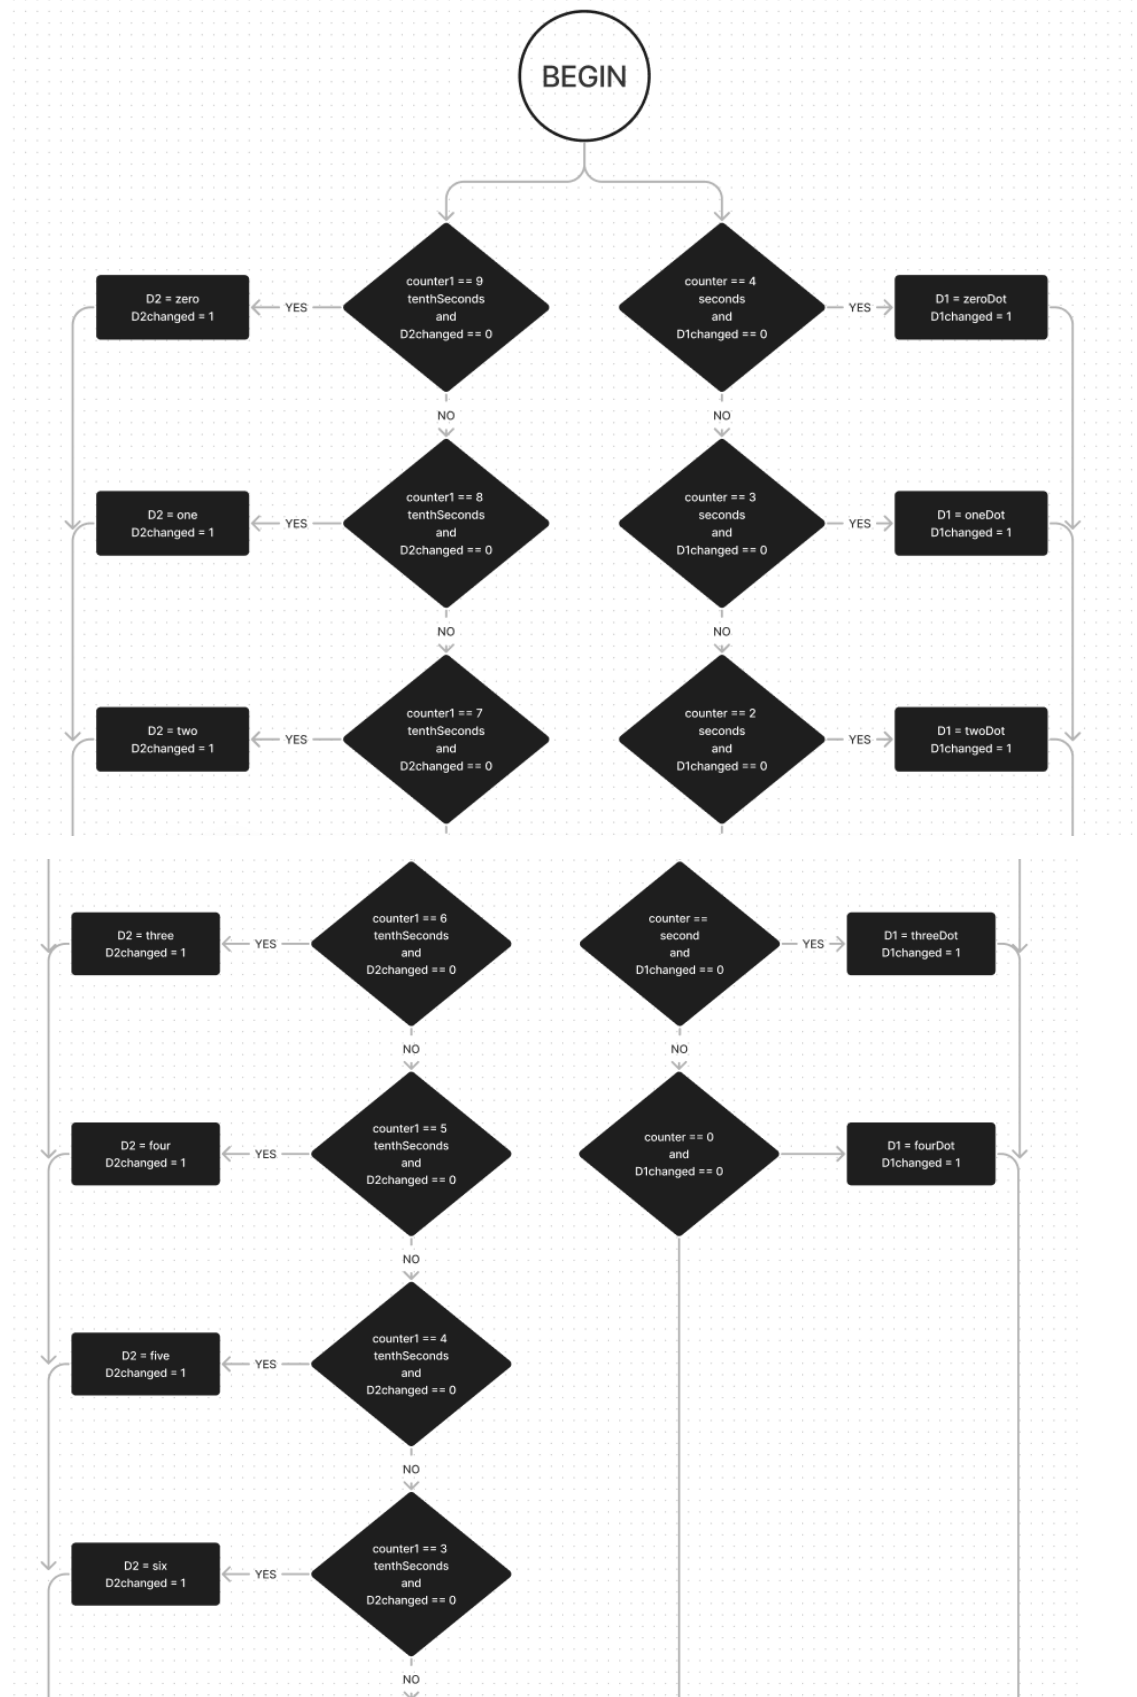 BEGIN
D2 = zero
D2changed = 1
YES
counter1 == 9
tenthSeconds
and
D2changed == 0
counter == 4
seconds
and
D1changed == 0
YES
D1 = zeroDot
D1changed = 1
NO
NO
D2 = one
D2changed = 1
YES
counter1 == 8
tenthSeconds
and
D2changed == 0
counter == 3
seconds
and
D1changed == 0
YES
D1 = oneDot
D1changed = 1
NO
NO
D2 = two
D2changed = 1
YES
counter1 == 7
tenthSeconds
and
D2changed == 0
counter == 2
seconds
and
D1changed == 0
YES
D1 = twoDot
D1changed = 1
D2 = three
D2changed = 1
YES
counter1 == 6
tenthSeconds
and
D2changed == 0
counter ==
second
and
D1changed == 0
YES
D1 = threeDot
D1changed = 1
NO
NO
D2 = four
D2changed = 1
YES
counter1 == 5
tenthSeconds
and
D2changed == 0
counter == 0
and
D1changed == 0
D1 = fourDot
D1changed = 1
NO
D2 = five
D2changed = 1
YES
counter1 == 4
tenthSeconds
and
D2changed == 0
NO
D2 = six
D2changed = 1
YES
counter1 == 3
tenthSeconds
and
D2changed == 0
NO